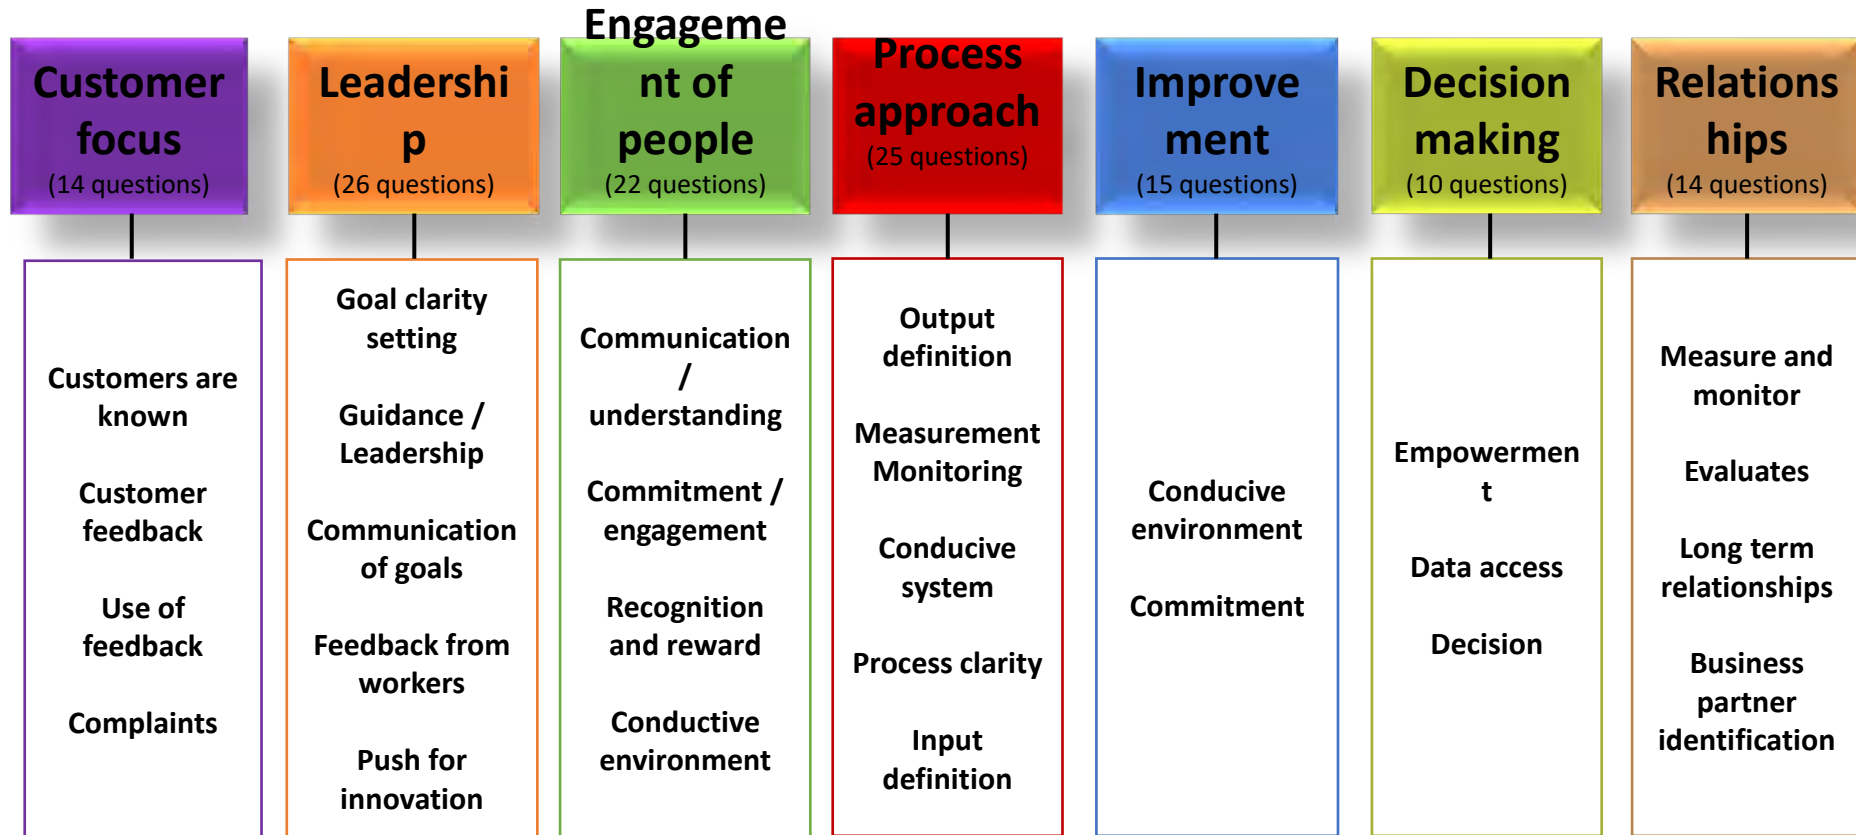 Customer
focus
(14 questions)
Leadershi
p
(26 questions)
Engageme
nt of
people
(22 questions)
Process
approach
(25 questions)
Improve
ment
(15 questions)
Decision
making
(10 questions)
Relations
hips
(14 questions)
Customers are
known
Customer
feedback
Use of
feedback
Complaints
Goal clarity
setting
Guidance /
Leadership
Communication
of goals
Feedback from
workers
Push for
innovation
Communication
/
understanding
Commitment /
engagement
Recognition
and reward
Conductive
environment
Output
definition
Measurement
Monitoring
Conducive
system
Process clarity
Input
definition
Conducive
environment
Commitment
Empowermen
t
Data access
Decision
Measure and
monitor
Evaluates
Long term
relationships
Business
partner
identification